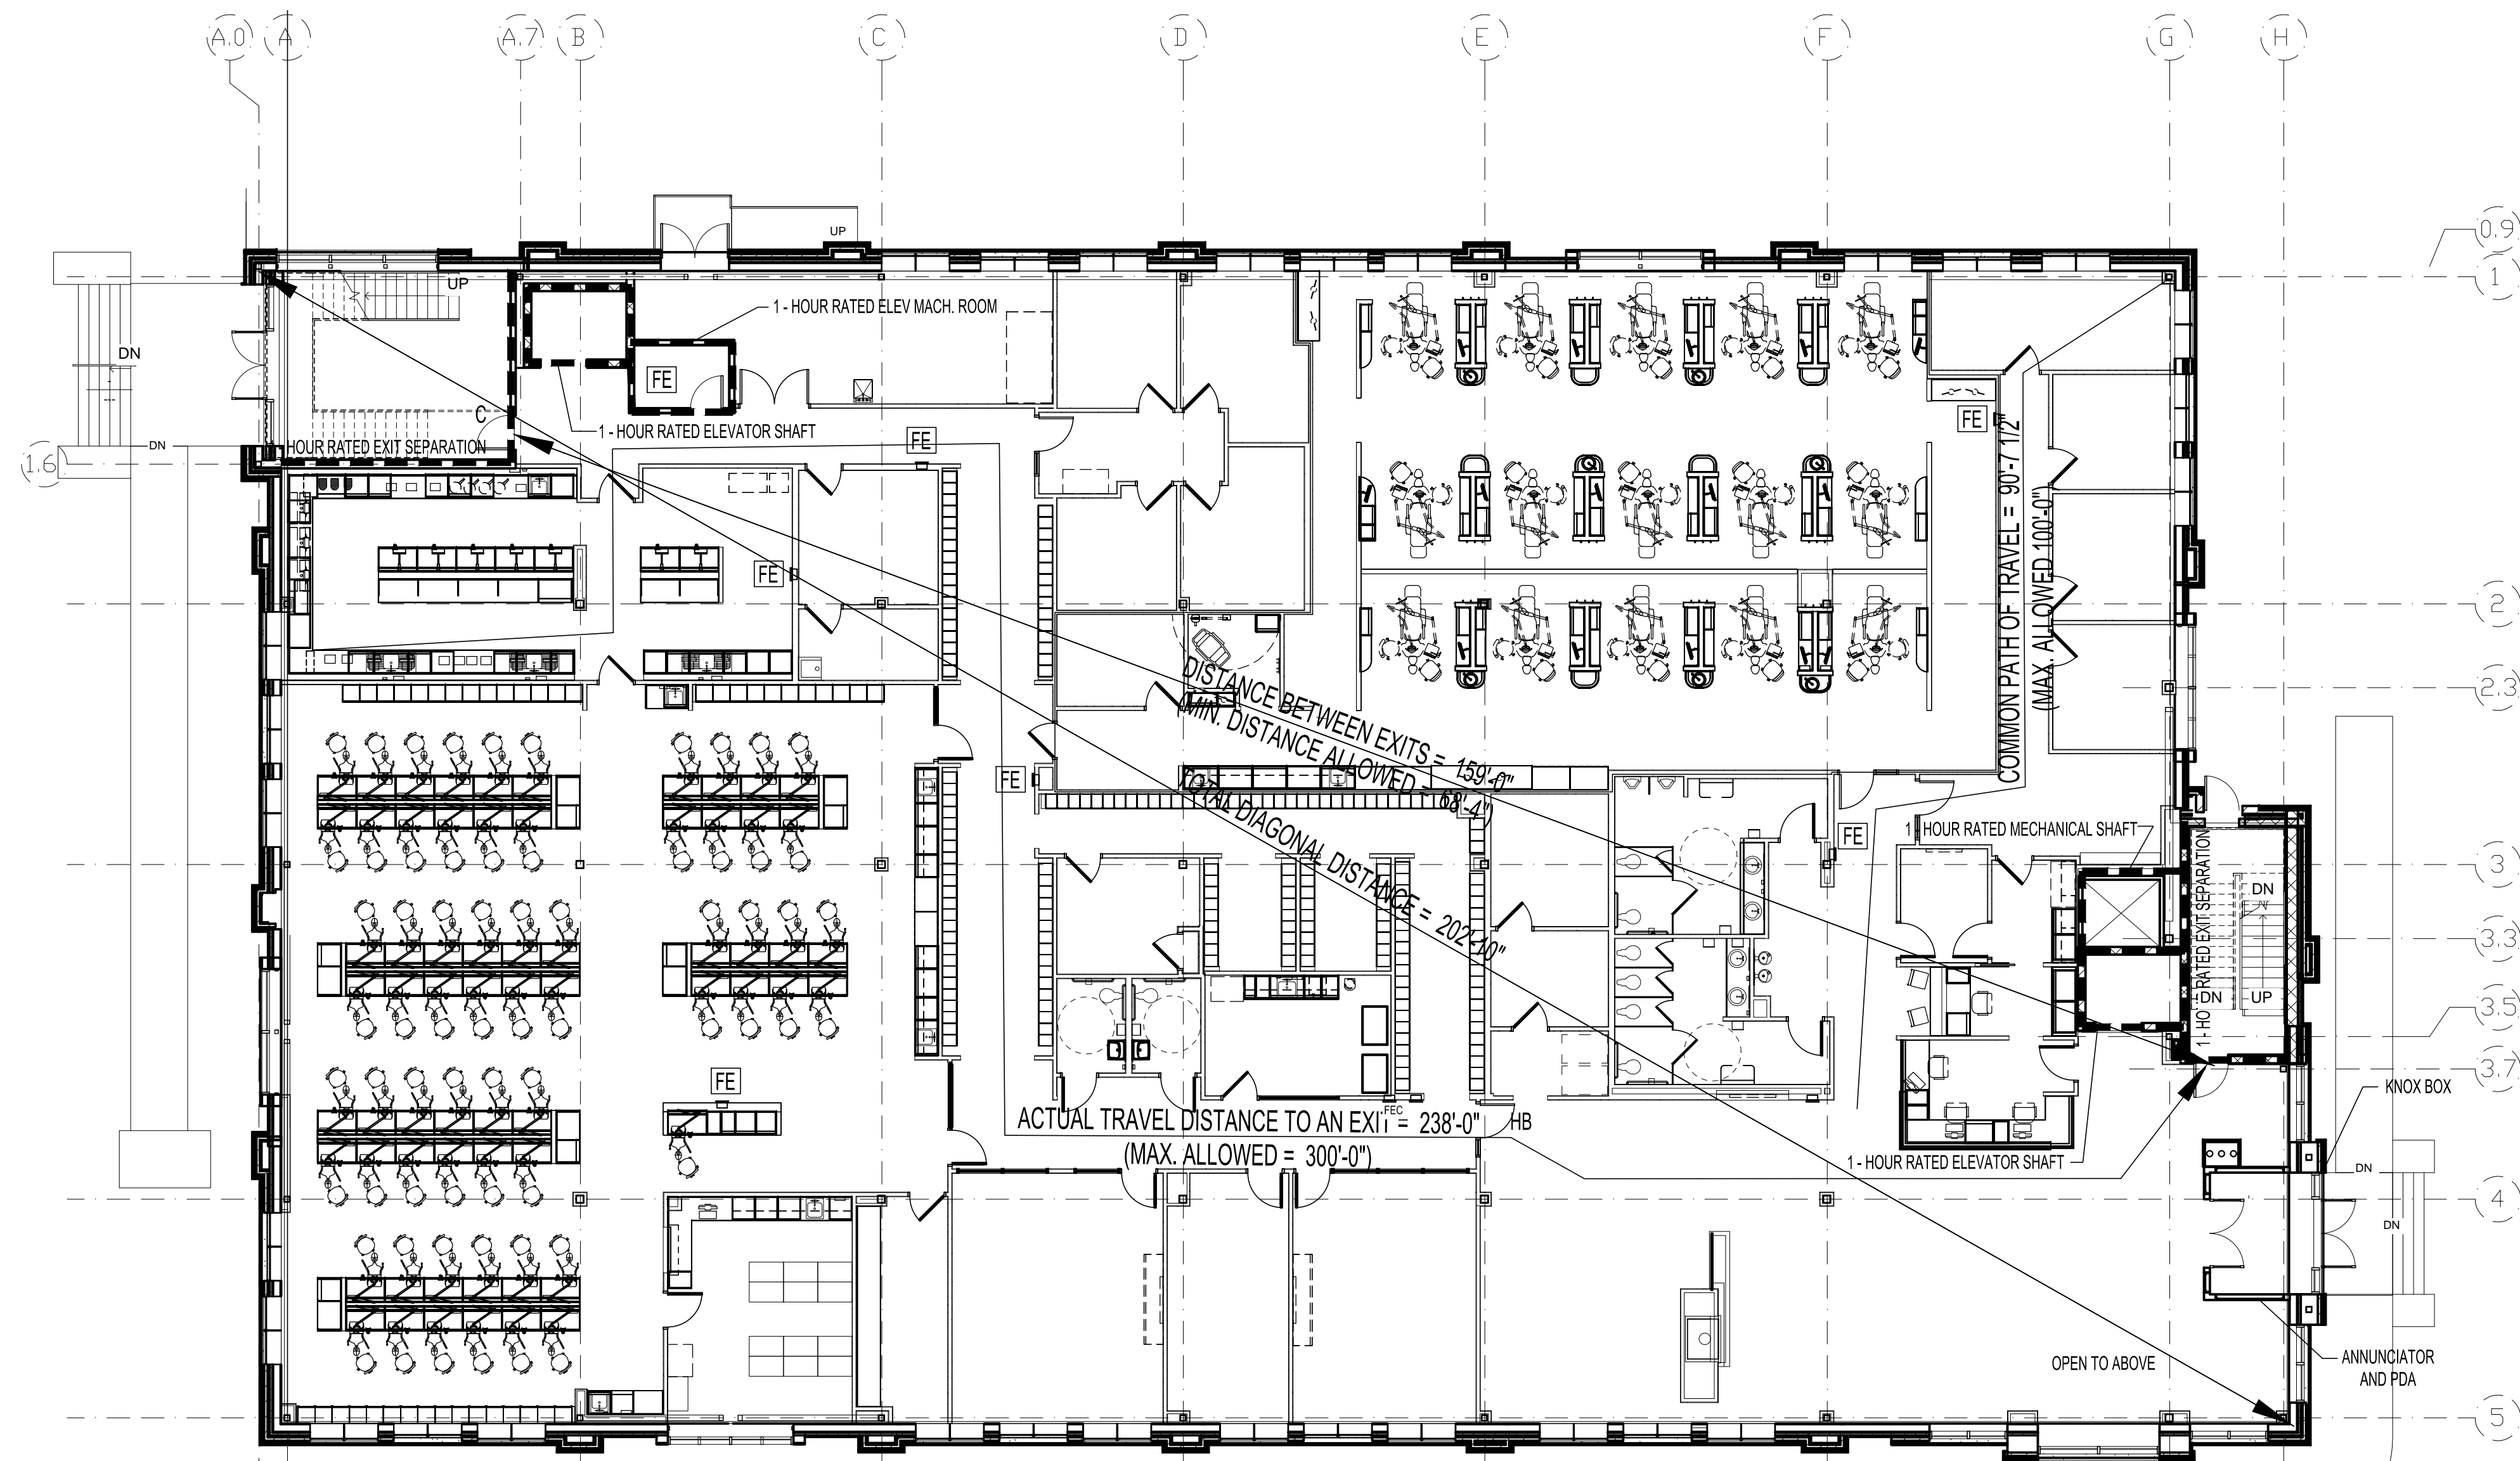 A.0 A A.7 B C D E F G H
0.9
1
UP
UP
1 - HOUR RATED ELEV MACH. ROOM
DN
FE
C
FE
1 - HOUR RATED ELEVATOR SHAFT
FE
HOUR RATED EXIT SEPARATION
DN
1.6
COMMON PATH OF TRAVEL = 90'-7 1/2"
(MAX. ALLOWED 100'-0")
FE
2
2.3
DISTANCE BETWEEN EXITS = 159'-0"
(MIN. DISTANCE ALLOWED = 68'-4")
FE
TOTAL DIAGONAL DISTANCE = 202'-10"
FE
1 - HOUR RATED MECHANICAL SHAFT
3
1 - HO RATED EXIT SEPARATION
DN
3.3
DN
UP
3.5
3.7
FE
KNOX BOX
ACTUAL TRAVEL DISTANCE TO AN EXIT = 238'-0"
FEC
HB
(MAX. ALLOWED = 300'-0")
1 - HOUR RATED ELEVATOR SHAFT
DN
4
DN
OPEN TO ABOVE
ANNUNCIATOR
AND PDA
5